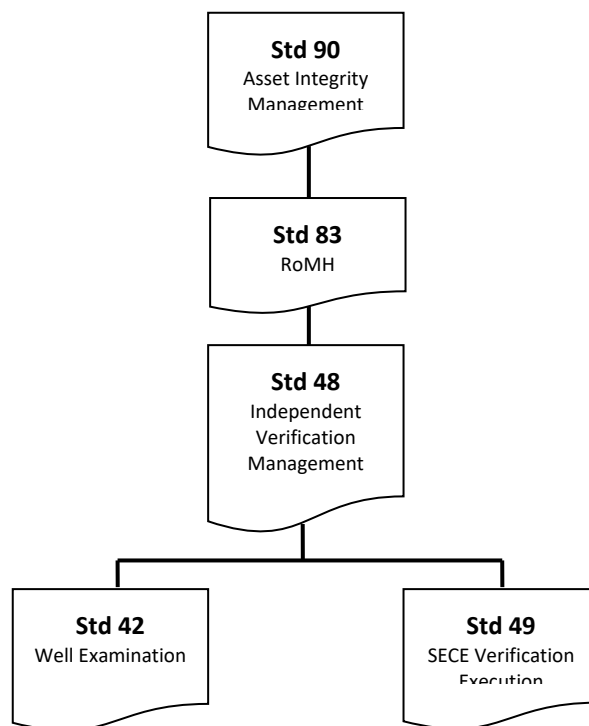 Std 90
Asset Integrity
Management
Std 83
RoMH
Std 48
Independent
Verification
Management
Std 42
Well Examination
Std 49
SECE Verification
Execution